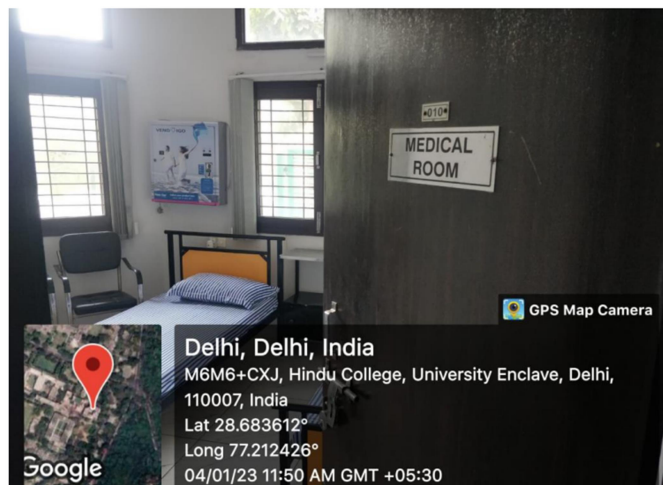 010
MEDICAL
ROOM
GPS Map Camera
Delhi, Delhi, India
M6M6+CXJ, Hindu College, University Enclave, Delhi,
110007, India
Lat 28.683612°
Long 77.212426°
04/01/23 11:50 AM GMT +05:30
Google